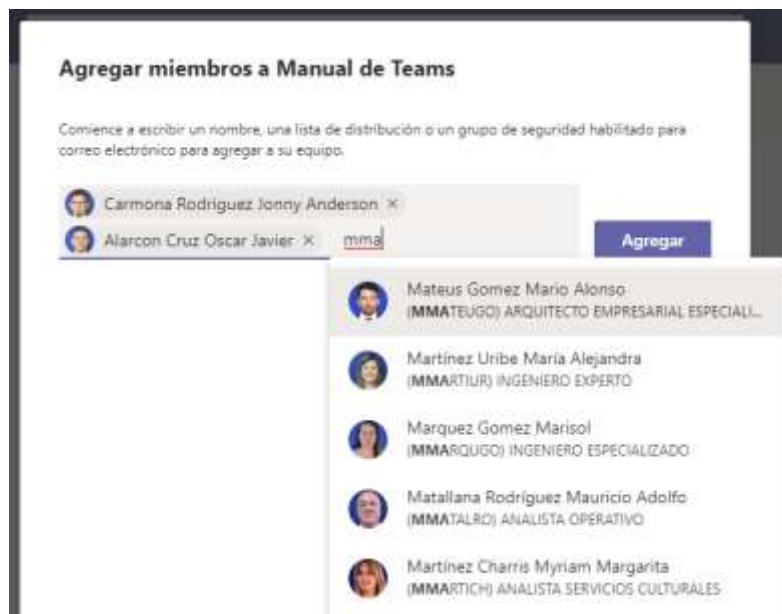 Agregar miembros a Manual de Teams
Comience a escribir un nombre, una lista de distribución o un grupo de seguridad habilitado para
correo electrónico para agregar a su equipo.
Carmona Rodriguez Jonny Anderson ×
Alarcon Cruz Oscar Javier × mma
Agregar
Mateus Gomez Mario Alonso
(MMATEUGO) ARQUITECTO EMPRESARIAL ESPECIALI...
Martínez Uribe María Alejandra
(MMARTIUR) INGENIERO EXPERTO
Marquez Gomez Marisol
(MMARQUGO) INGENIERO ESPECIALIZADO
Matallana Rodríguez Mauricio Adolfo
(MMATALRO) ANALISTA OPERATIVO
Martínez Charris Myriam Margarita
(MMARTICH) ANALISTA SERVICIOS CULTURALES